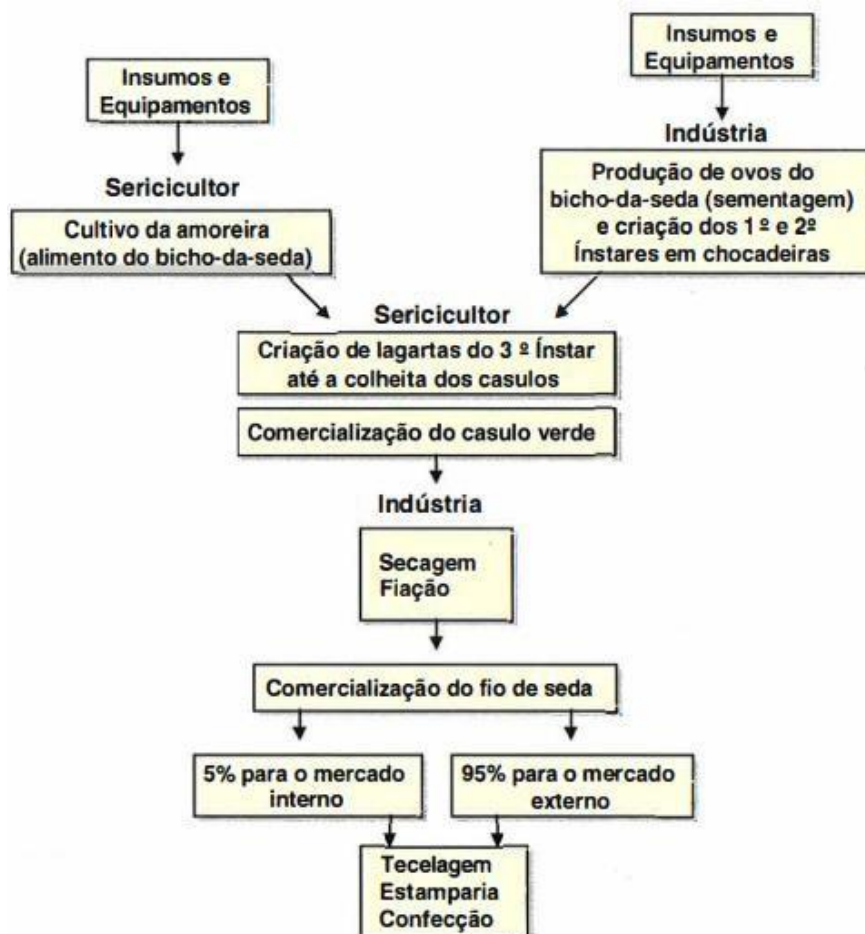 Insumos e
Equipamentos
Insumos e
Equipamentos
Sericicultor
Cultivo da amoreira
(alimento do bicho-da-seda)
Indústria
Produção de ovos do
bicho-da-seda (sementagem)
e criação dos 1 º e 2º
Ínstares em chocadeiras
Sericicultor
Criação de lagartas do 3 º Ínstar
até a colheita dos casulos
Comercialização do casulo verde
Indústria
Secagem
Fiação
Comercialização do fio de seda
5% para o mercado
interno
95% para o mercado
externo
Tecelagem
Estamparia
Confecção